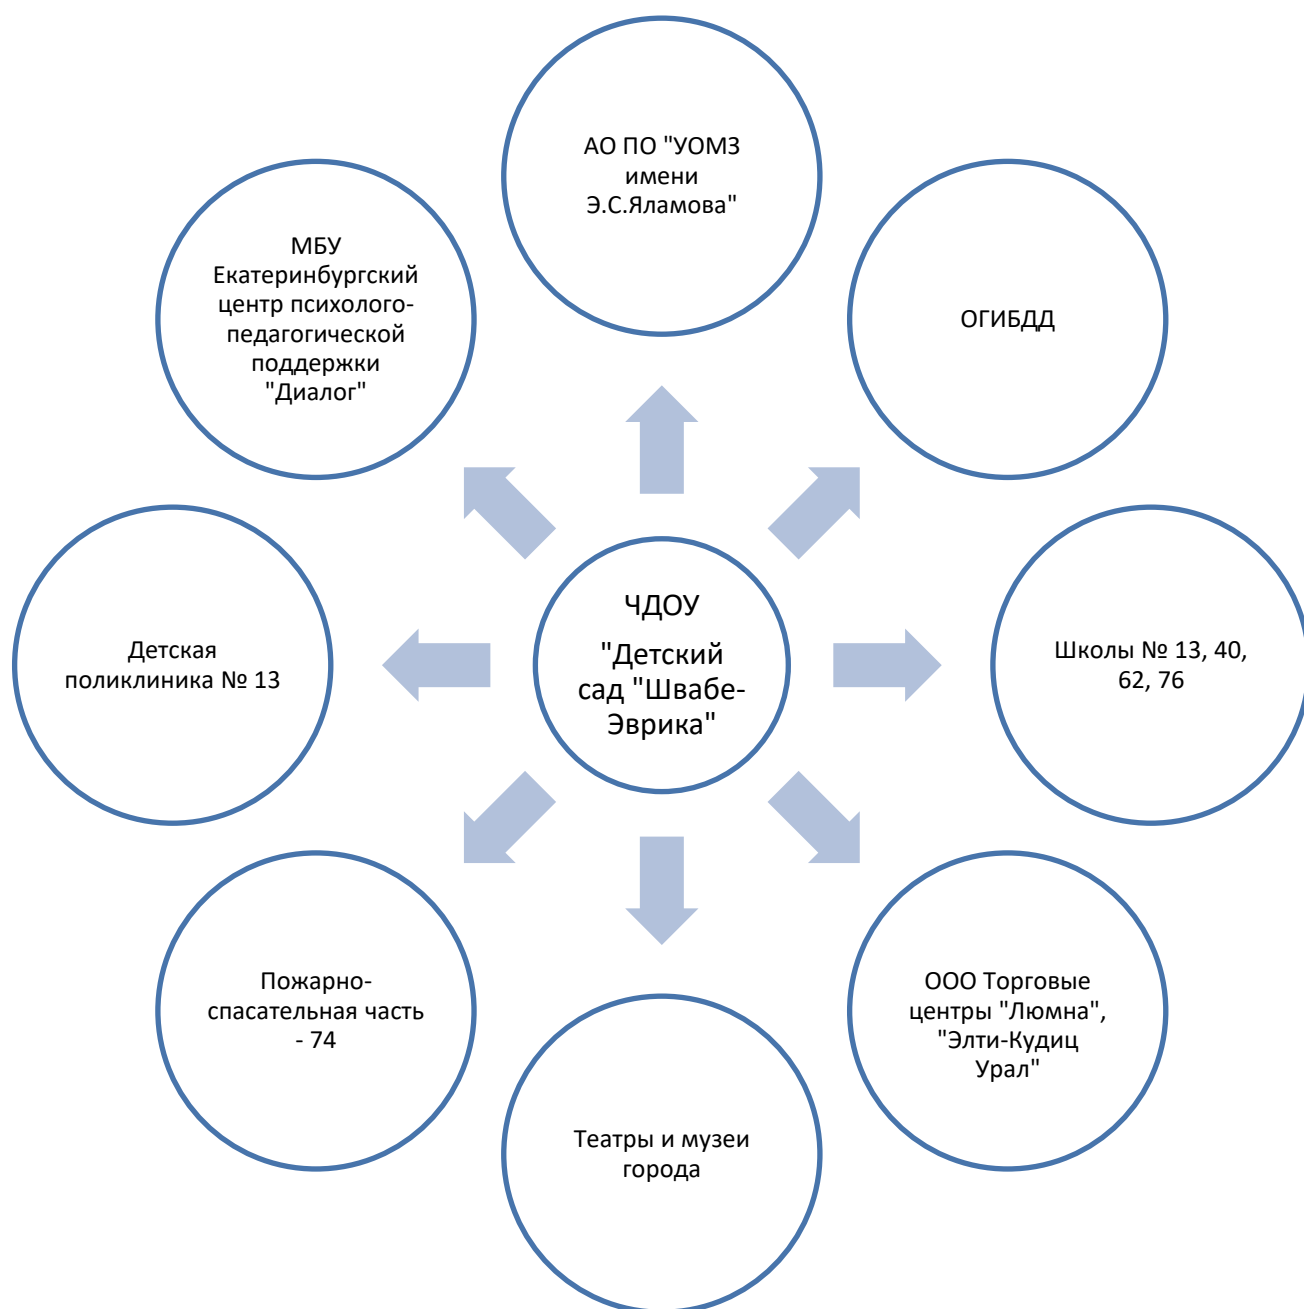 АО ПО "УОМЗ
имени
Э.С.Яламова"
ОГИБДД
Школы № 13, 40,
62, 76
ООО Торговые
центры "Люмна",
"Элти-Кудиц
Урал"
Театры и музеи
города
Пожарно-
спасательная часть
- 74
Детская
поликлиника № 13
МБУ
Екатеринбургский
центр психолого-
педагогической
поддержки
"Диалог"
ЧДОУ
"Детский
сад "Швабе-
Эврика"